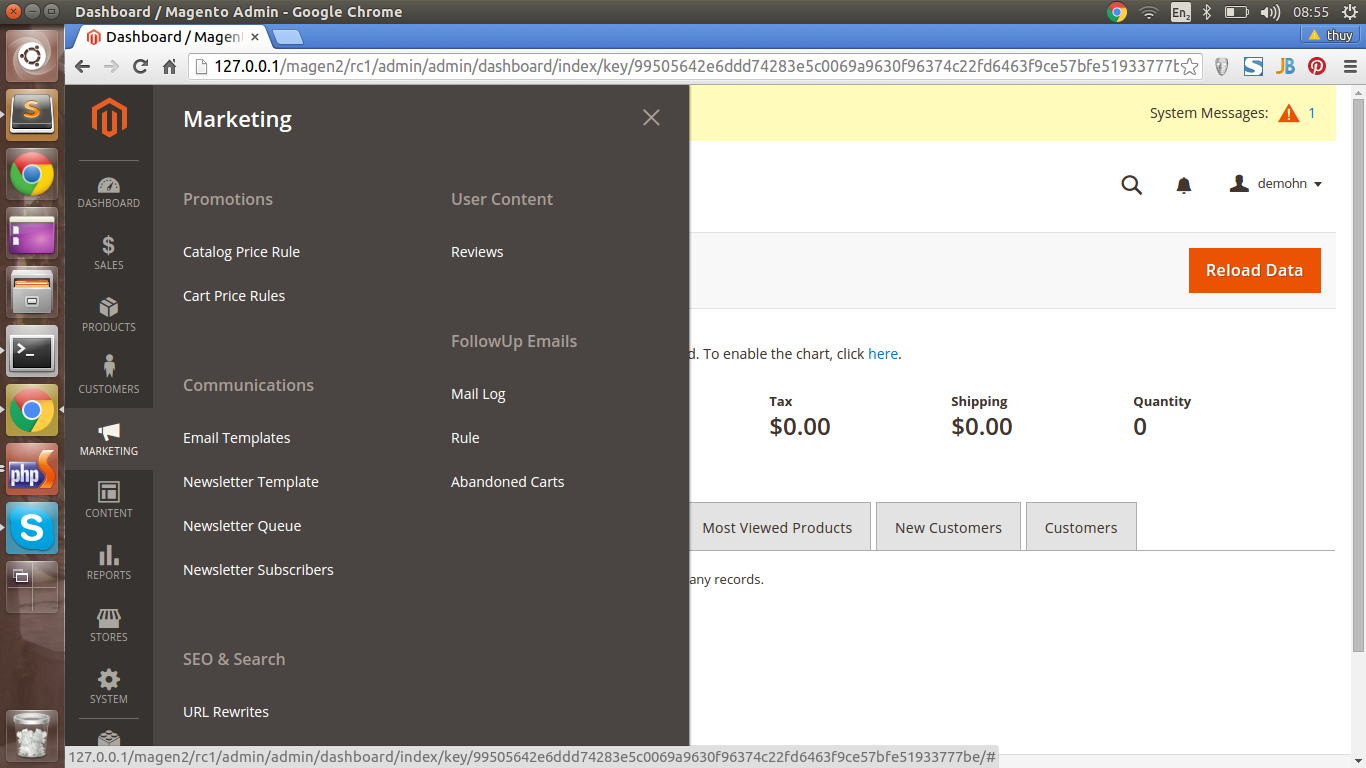 Dashboard / Magento Admin - Google Chrome
En2
08:55
Dashboard / Magen
thuy
127.0.0.1/magen2/rc1/admin/admin/dashboard/index/key/99505642e6ddd74283e5c0069a9630f96374c22fd6463f9ce57bfe51933777b
S
JB
Marketing
System Messages: 1
demohn
Promotions
Catalog Price Rule
Cart Price Rules
Communications
Email Templates
Newsletter Template
Newsletter Queue
Newsletter Subscribers
SEO & Search
URL Rewrites
User Content
Reviews
FollowUp Emails
Mail Log
Rule
Abandoned Carts
DASHBOARD
SALES
PRODUCTS
CUSTOMERS
MARKETING
CONTENT
REPORTS
STORES
SYSTEM
Reload Data
d. To enable the chart, click here.
Tax
$0.00
Shipping
$0.00
Quantity
0
Most Viewed Products
New Customers
Customers
any records.
php
127.0.0.1/magen2/rc1/admin/admin/dashboard/index/key/99505642e6ddd74283e5c0069a9630f96374c22fd6463f9ce57bfe51933777be/#